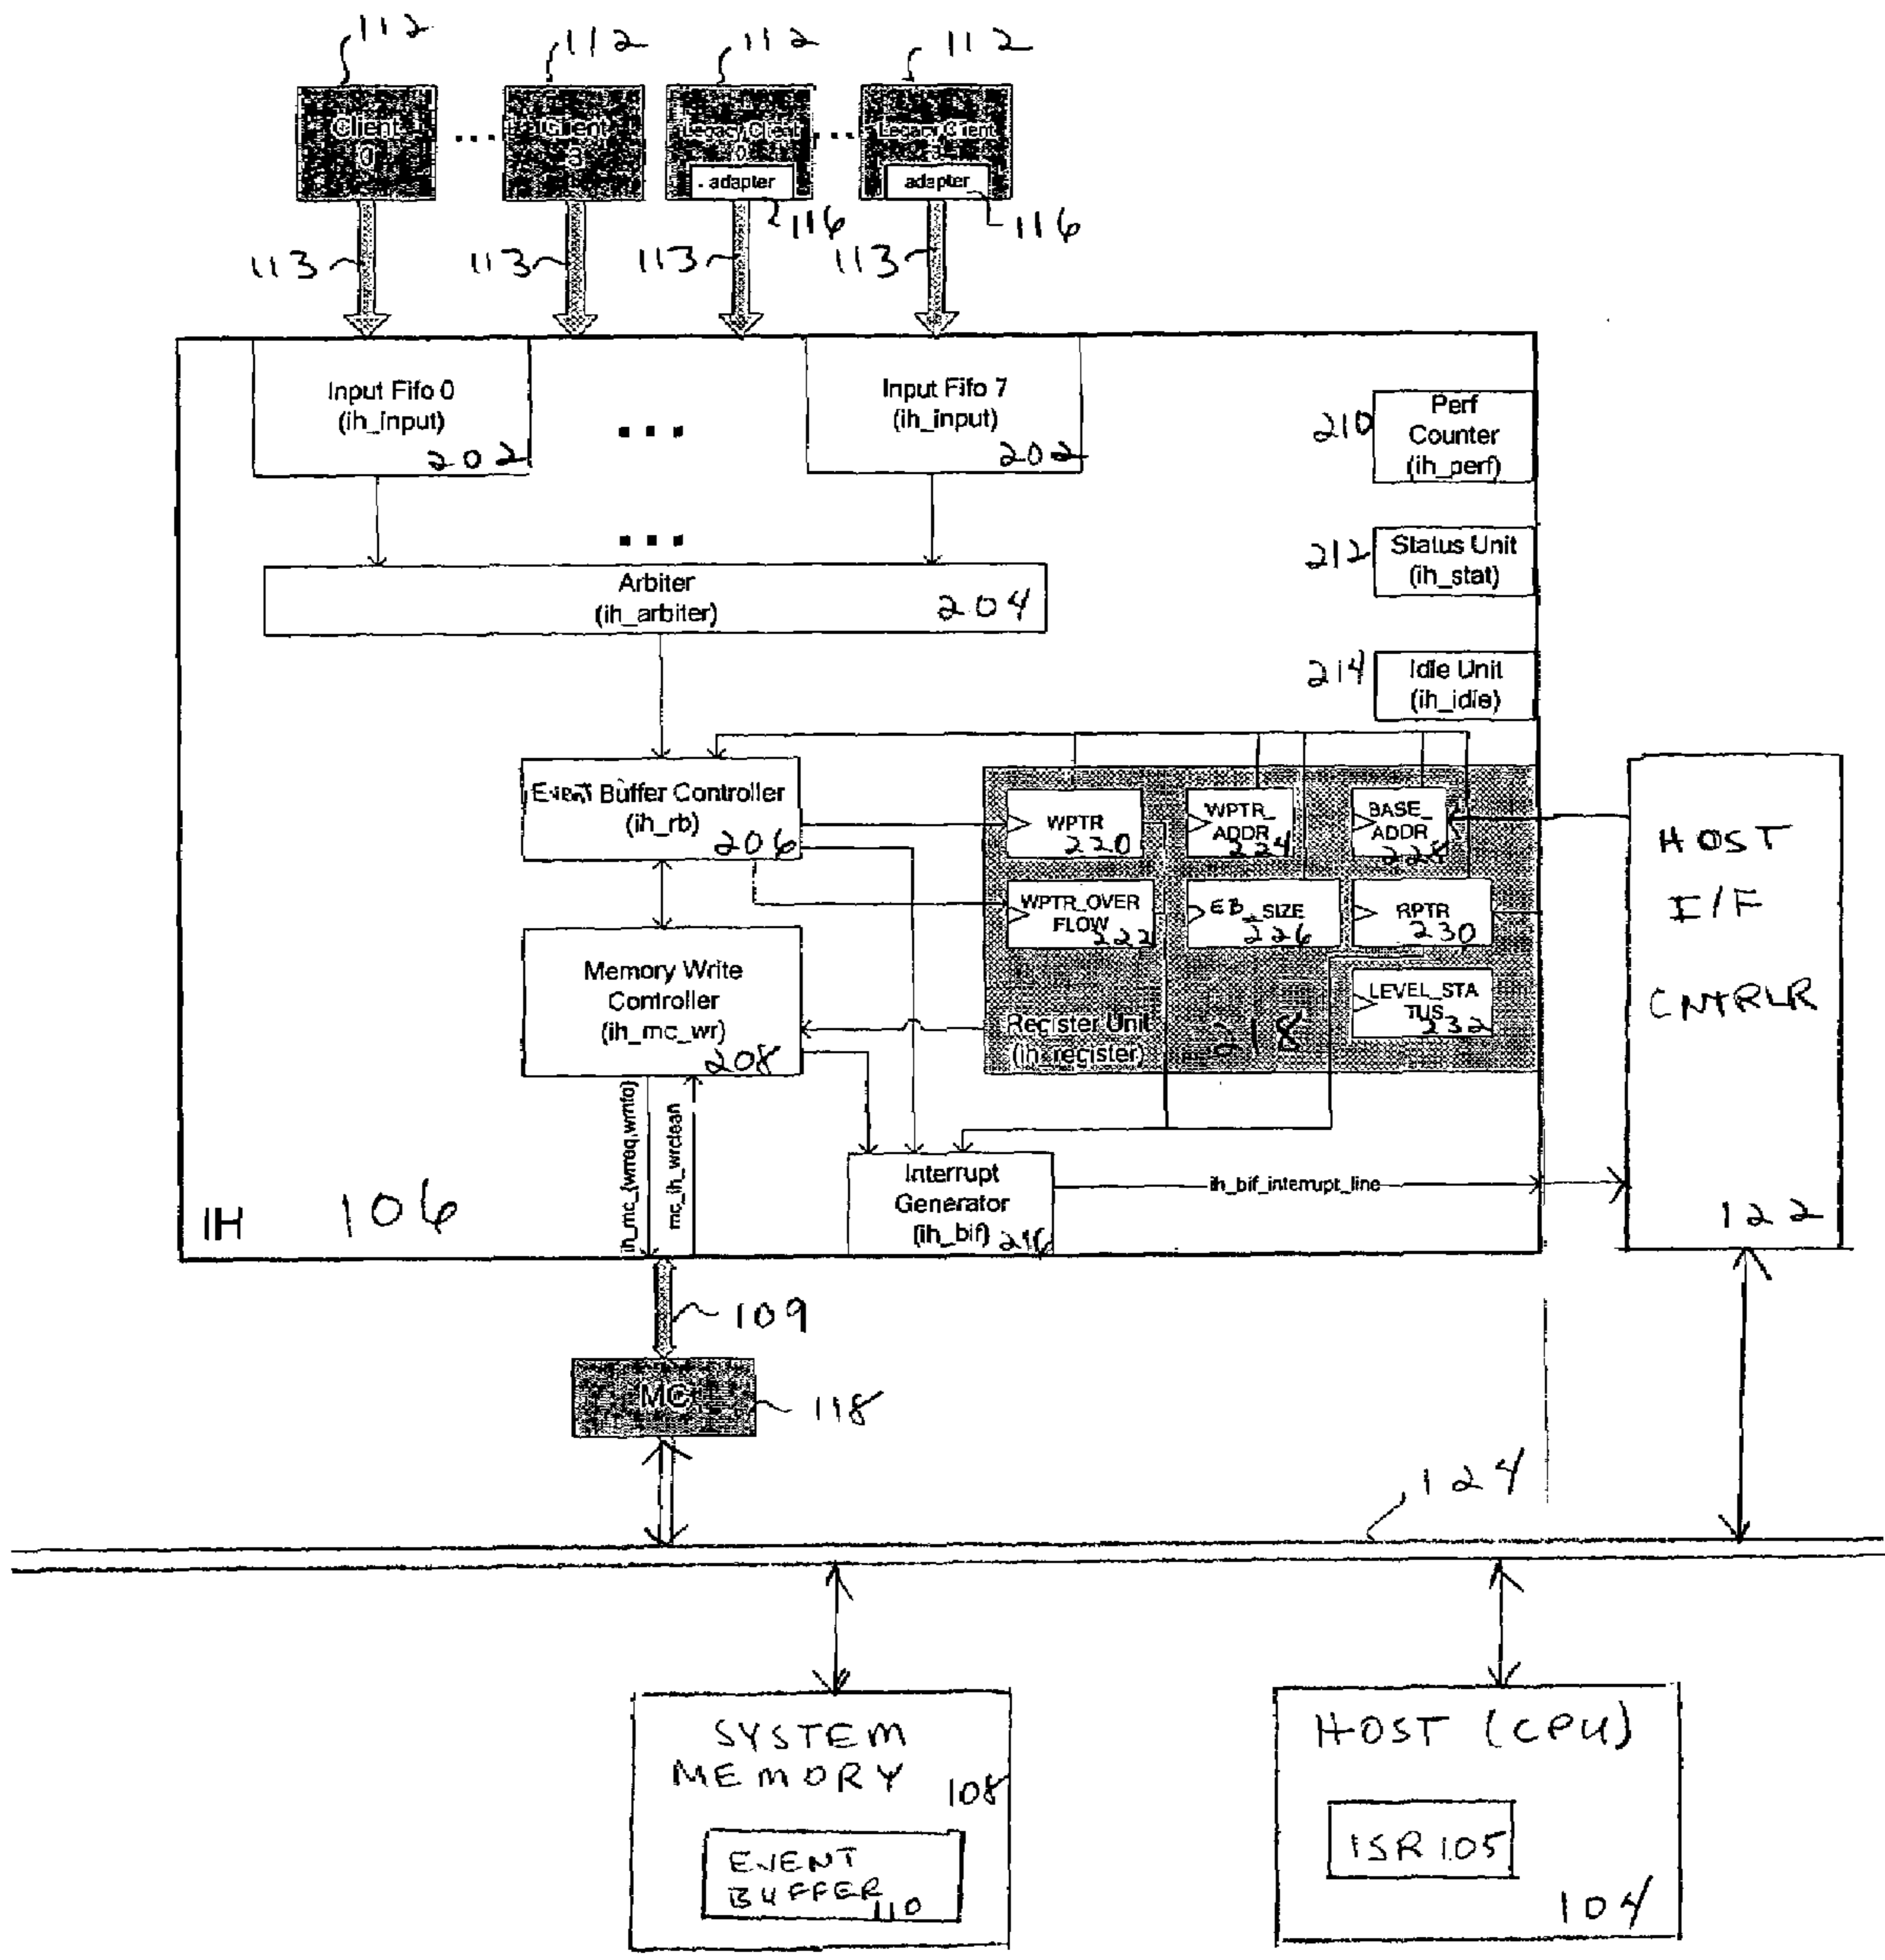 112 112 112 112
Client
0
...
Client
Legacy Client
0
...
Legacy Client
adapter
adapter
116
116
113 113 113 113
Input Fifo 0
(ih_input)
202
...
Input Fifo 7
(ih_input)
202
210
Perf
Counter
(ih_perf)
...
212
Status Unit
(ih_stat)
Arbiter
(ih_arbiter)
204
214
Idle Unit
(ih_idle)
Event Buffer Controller
(ih_rb)
206
WPTR
220
WPTR_
ADDR
224
BASE_
ADDR
228
WPTR_OVER
FLOW
222
EB_SIZE
226
RPTR
230
LEVEL_STA
TUS
232
Register Unit
(ih_register)
218
HOST
I/F
CNTRLR
122
Memory Write
Controller
(ih_mc_wr)
208
ih_mc_{wrreq,wrinfo}
mc_ih_wrclean
Interrupt
Generator
(ih_bif)
216
ih_bif_interrupt_line
IH
106
109
MC
118
124
SYSTEM
MEMORY
108
EVENT
BUFFER
110
HOST (CPU)
ISR 105
104